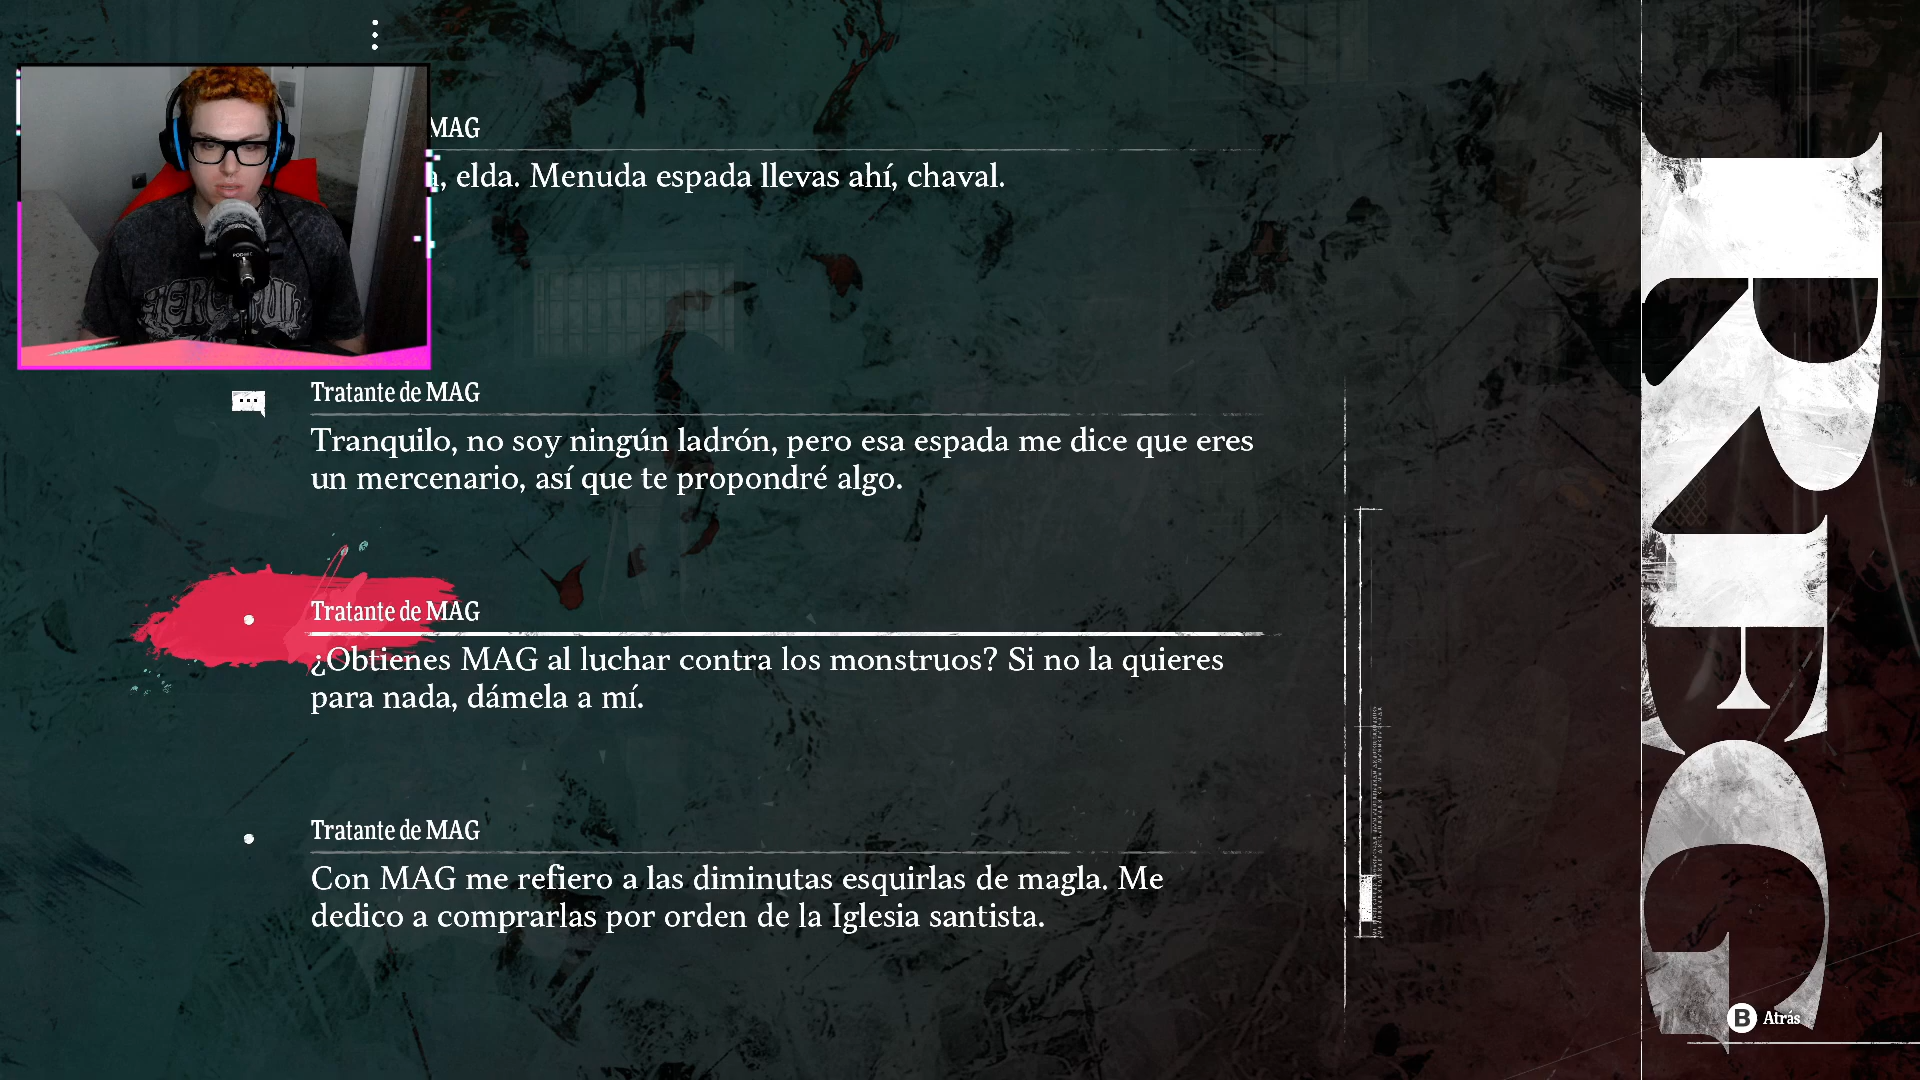 MAG
, elda. Menuda espada llevas ahí, chaval.
Tratante de MAG
Tranquilo, no soy ningún ladrón, pero esa espada me dice que eres
un mercenario, así que te propondré algo.
Tratante de MAG
¿Obtienes MAG al luchar contra los monstruos? Si no la quieres
para nada, dámela a mí.
Tratante de MAG
Con MAG me refiero a las diminutas esquirlas de magla. Me
dedico a comprarlas por orden de la Iglesia santista.
B Atrás